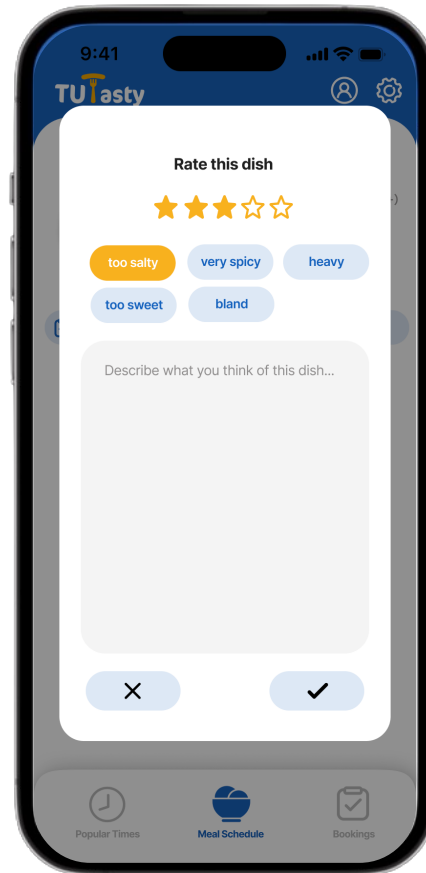 9:41
TUTasty
Rate this dish
too salty very spicy heavy
too sweet bland
Describe what you think of this dish...
Popular Times Meal Schedule Bookings